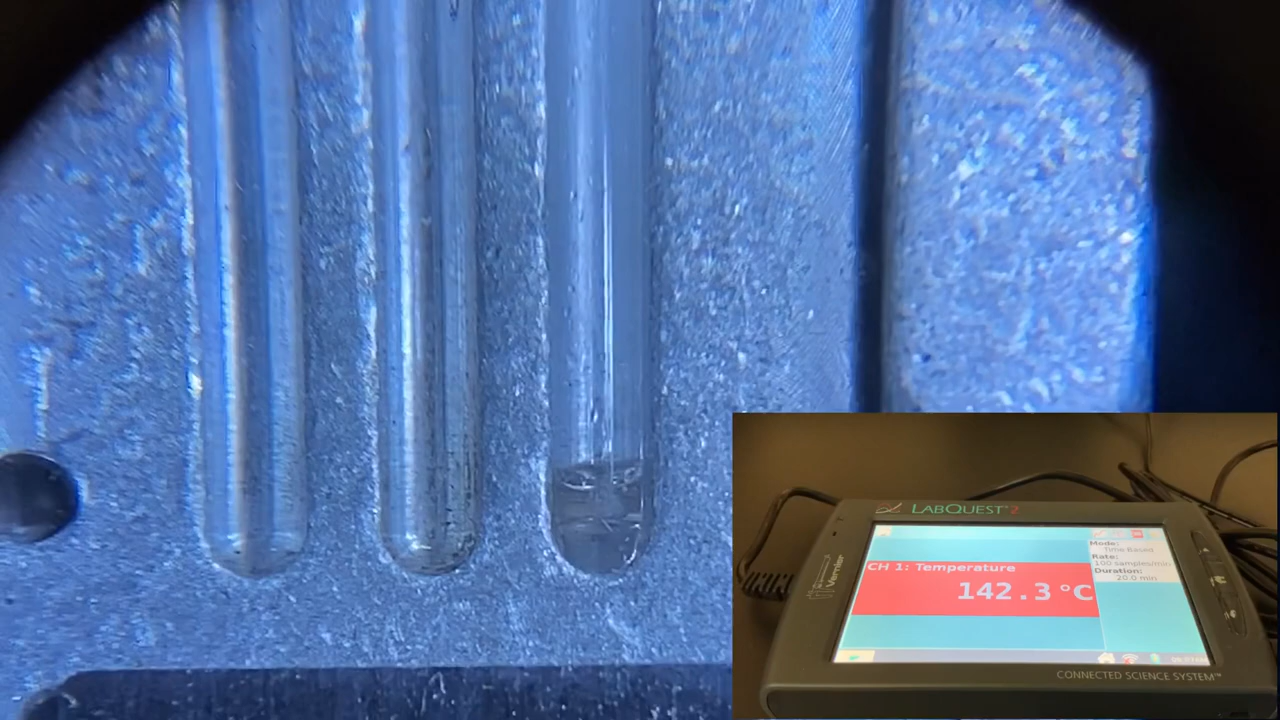 LABQUEST 2
Vernier
Mode:
Time Based
Rate:
100 samples/min
Duration:
20.0 min
CH 1: Temperature
142.3 °C
CONNECTED SCIENCE SYSTEM™